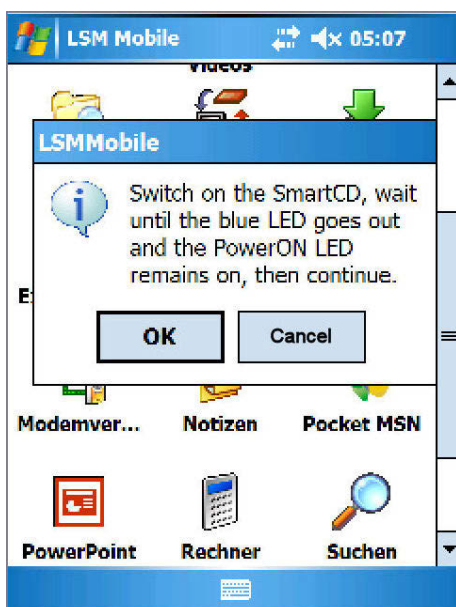 LSM Mobile 05:07
Videos
LSMMobile
Switch on the SmartCD, wait
until the blue LED goes out
and the PowerON LED
remains on, then continue.
OK Cancel
Modemver... Notizen Pocket MSN
PowerPoint Rechner Suchen